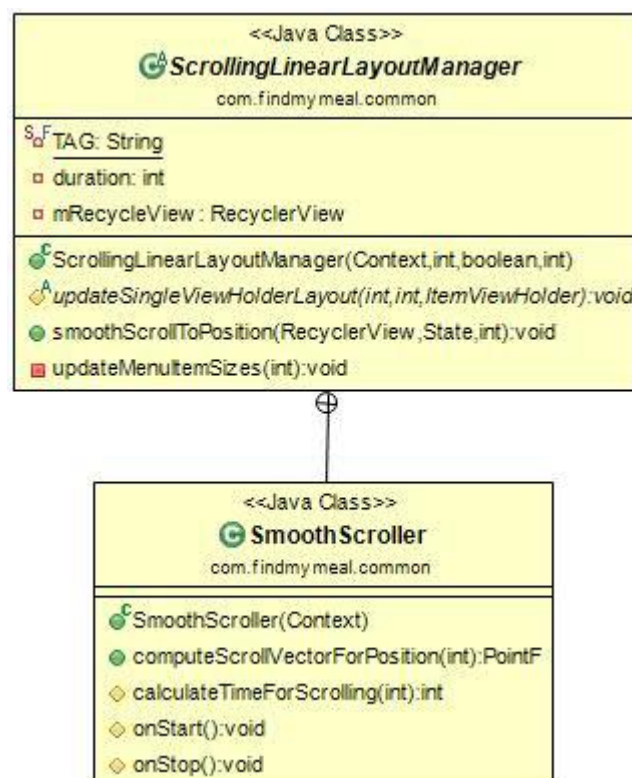 <<Java Class>>
ScrollingLinearLayoutManager
com.findmymeal.common
TAG: String
duration: int
mRecycleView: RecyclerView
ScrollingLinearLayoutManager(Context,int,boolean,int)
updateSingleViewHolderLayout(int,int,ItemViewHolder):void
smoothScrollToPosition(RecyclerView,State,int):void
updateMenuItemSizes(int):void
<<Java Class>>
SmoothScroller
com.findmymeal.common
SmoothScroller(Context)
computeScrollVectorForPosition(int):PointF
calculateTimeForScrolling(int):int
onStart():void
onStop():void